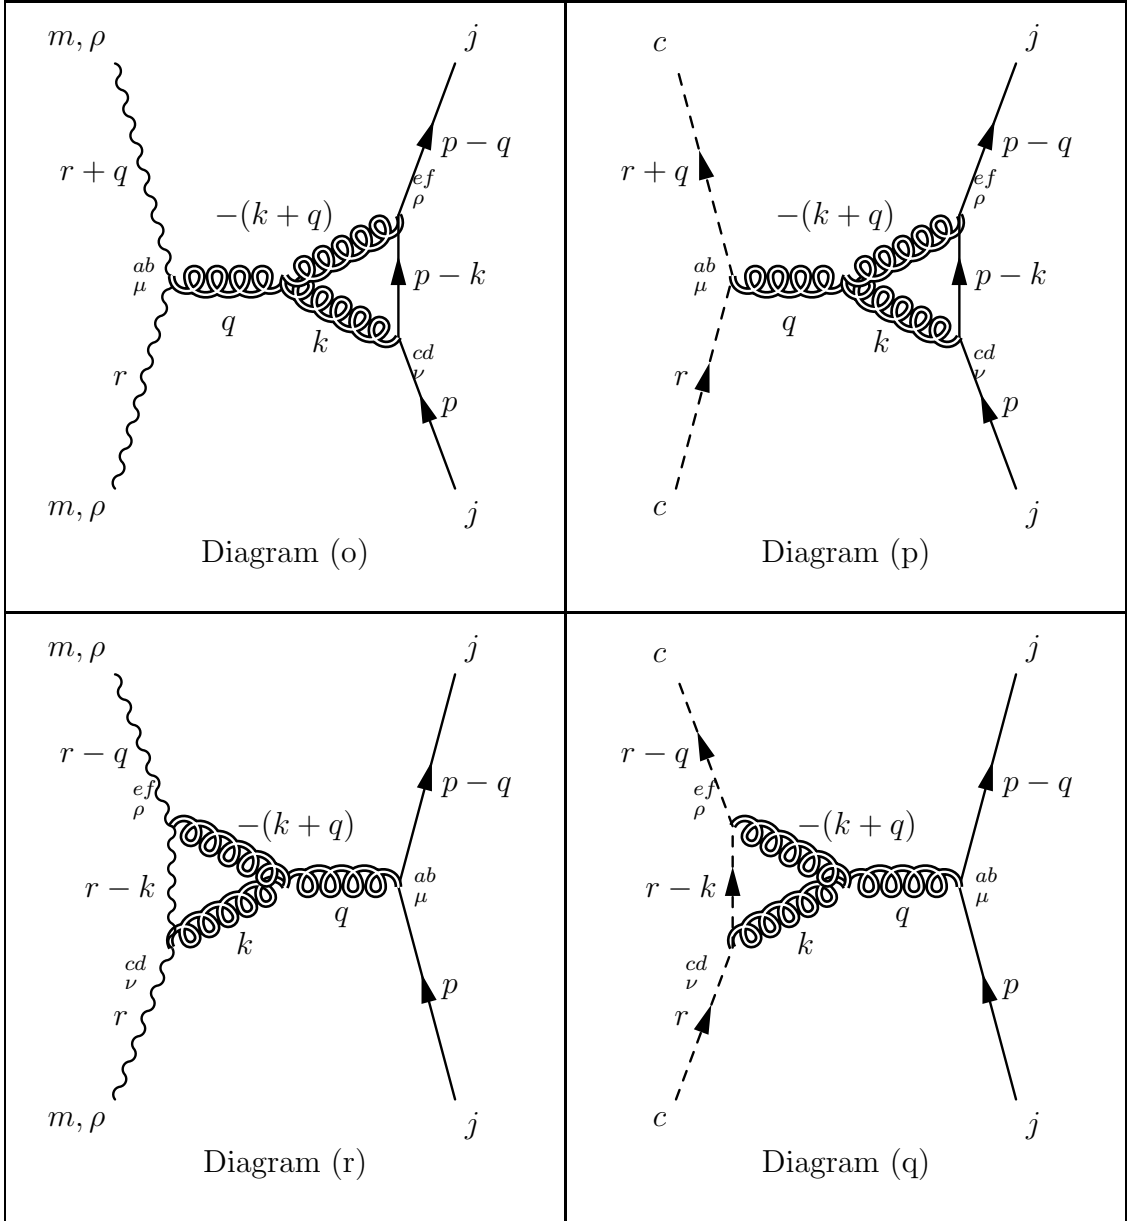 m, ρ
j
r + q
p − q
ef
ρ
−(k + q)
ab
μ
p − k
q
k
r
cd
ν
p
m, ρ
j
Diagram (o)
c
j
r + q
p − q
ef
ρ
−(k + q)
ab
μ
p − k
q
k
r
cd
ν
p
c
j
Diagram (p)
m, ρ
j
r − q
p − q
ef
ρ
−(k + q)
r − k
ab
μ
q
k
cd
ν
r
p
m, ρ
j
Diagram (r)
c
j
r − q
p − q
ef
ρ
−(k + q)
r − k
ab
μ
q
k
cd
ν
r
p
c
j
Diagram (q)